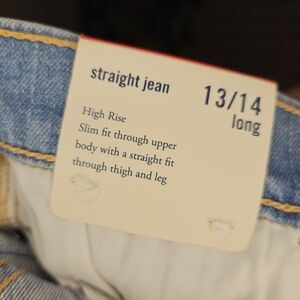 straight jean
13/14
long
High Rise
Slim fit through upper
body with a straight fit
through thigh and leg